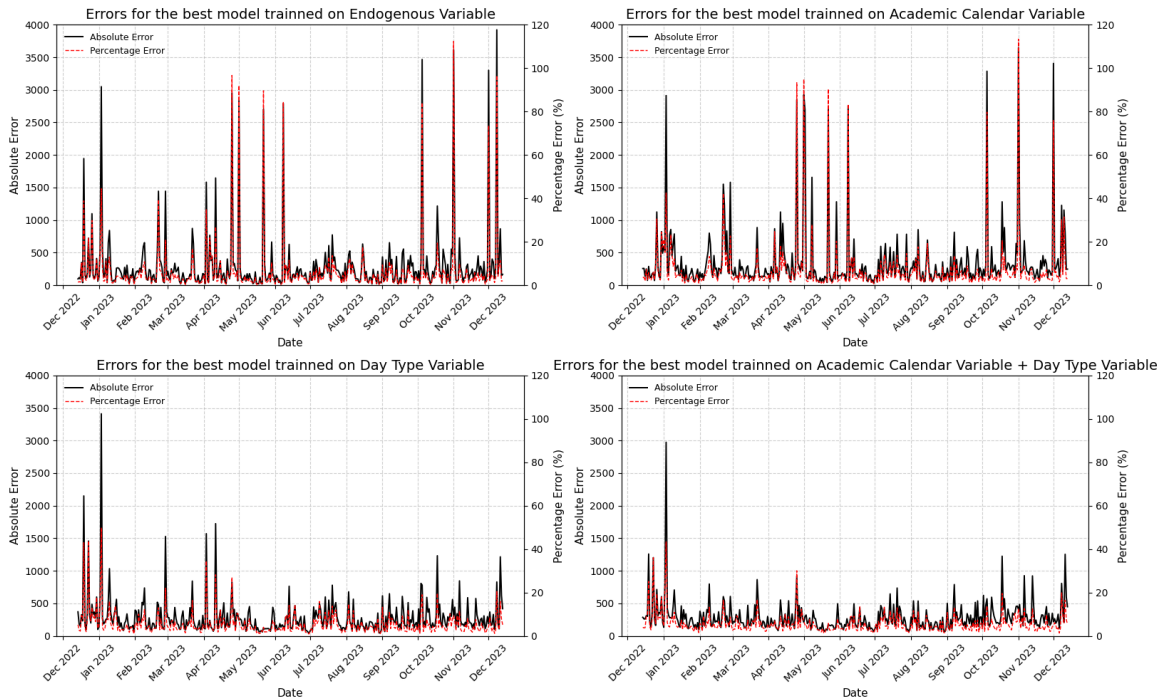 Errors for the best model trainned on Endogenous Variable
4000
3500
3000
2500
2000
1500
1000
500
0
Absolute Error
120
100
80
60
40
20
0
Percentage Error (%)
Absolute Error
Percentage Error
Dec 2022
Jan 2023
Feb 2023
Mar 2023
Apr 2023
May 2023
Jun 2023
Jul 2023
Aug 2023
Sep 2023
Oct 2023
Nov 2023
Dec 2023
Date
Errors for the best model trainned on Academic Calendar Variable
4000
3500
3000
2500
2000
1500
1000
500
0
Absolute Error
120
100
80
60
40
20
0
Percentage Error (%)
Absolute Error
Percentage Error
Dec 2022
Jan 2023
Feb 2023
Mar 2023
Apr 2023
May 2023
Jun 2023
Jul 2023
Aug 2023
Sep 2023
Oct 2023
Nov 2023
Dec 2023
Date
Errors for the best model trainned on Day Type Variable
4000
3500
3000
2500
2000
1500
1000
500
0
Absolute Error
120
100
80
60
40
20
0
Percentage Error (%)
Absolute Error
Percentage Error
Dec 2022
Jan 2023
Feb 2023
Mar 2023
Apr 2023
May 2023
Jun 2023
Jul 2023
Aug 2023
Sep 2023
Oct 2023
Nov 2023
Dec 2023
Date
Errors for the best model trainned on Academic Calendar Variable + Day Type Variable
4000
3500
3000
2500
2000
1500
1000
500
0
Absolute Error
120
100
80
60
40
20
0
Percentage Error (%)
Absolute Error
Percentage Error
Dec 2022
Jan 2023
Feb 2023
Mar 2023
Apr 2023
May 2023
Jun 2023
Jul 2023
Aug 2023
Sep 2023
Oct 2023
Nov 2023
Dec 2023
Date